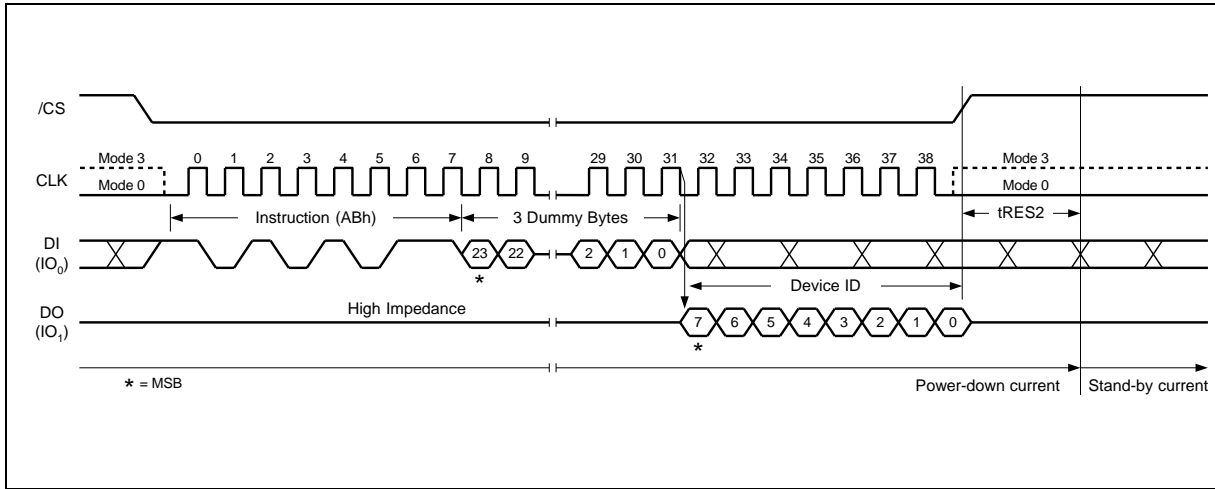 /CS
Mode 3 0 1 2 3 4 5 6 7 8 9 29 30 31 32 33 34 35 36 37 38 Mode 3
CLK Mode 0 Mode 0
Instruction (ABh) 3 Dummy Bytes tRES2
DI
(IO0) 23 22 2 1 0
*
Device ID
High Impedance
DO
(IO1) 7 6 5 4 3 2 1 0
*
* = MSB
Power-down current Stand-by current